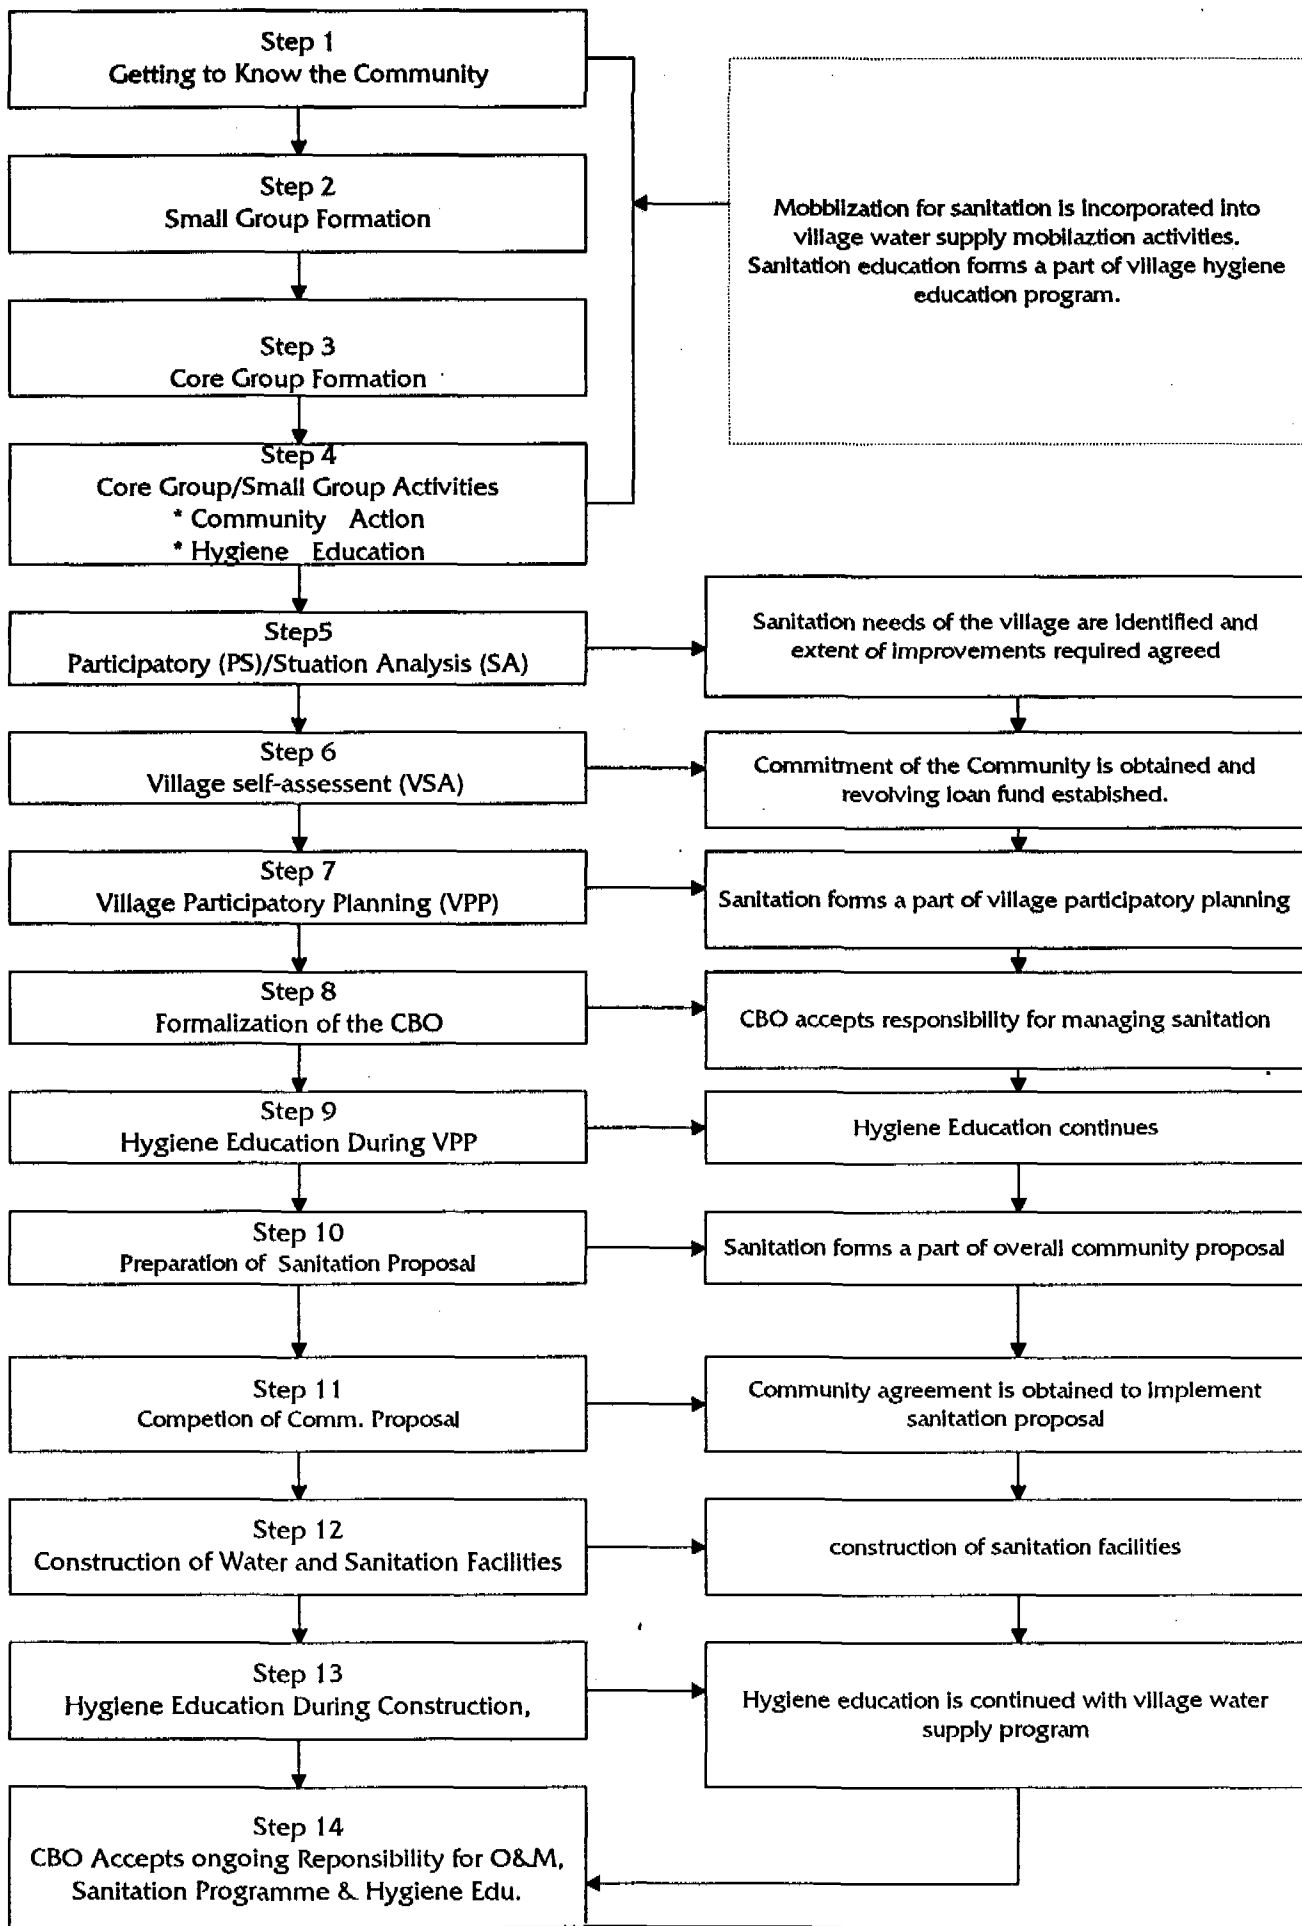 Step 1
Getting to Know the Community
Step 2
Small Group Formation
Step 3
Core Group Formation
Step 4
Core Group/Small Group Activities
* Community Action
* Hygiene Education
Mobbilzation for sanitation is incorporated into
village water supply mobilaztion activities.
Sanitation education forms a part of village hygiene
education program.
Step5
Participatory (PS)/Stuation Analysis (SA)
Sanitation needs of the village are identified and
extent of improvements required agreed
Step 6
Village self-assessent (VSA)
Commitment of the Community is obtained and
revolving loan fund estabished.
Step 7
Village Participatory Planning (VPP)
Sanitation forms a part of village participatory planning
Step 8
Formalization of the CBO
CBO accepts responsibility for managing sanitation
Step 9
Hygiene Education During VPP
Hygiene Education continues
Step 10
Preparation of Sanitation Proposal
Sanitation forms a part of overall community proposal
Step 11
Competion of Comm. Proposal
Community agreement is obtained to implement
sanitation proposal
Step 12
Construction of Water and Sanitation Facilities
construction of sanitation facilities
Step 13
Hygiene Education During Construction,
Hygiene education is continued with village water
supply program
Step 14
CBO Accepts ongoing Reponsibility for O&M,
Sanitation Programme & Hygiene Edu.